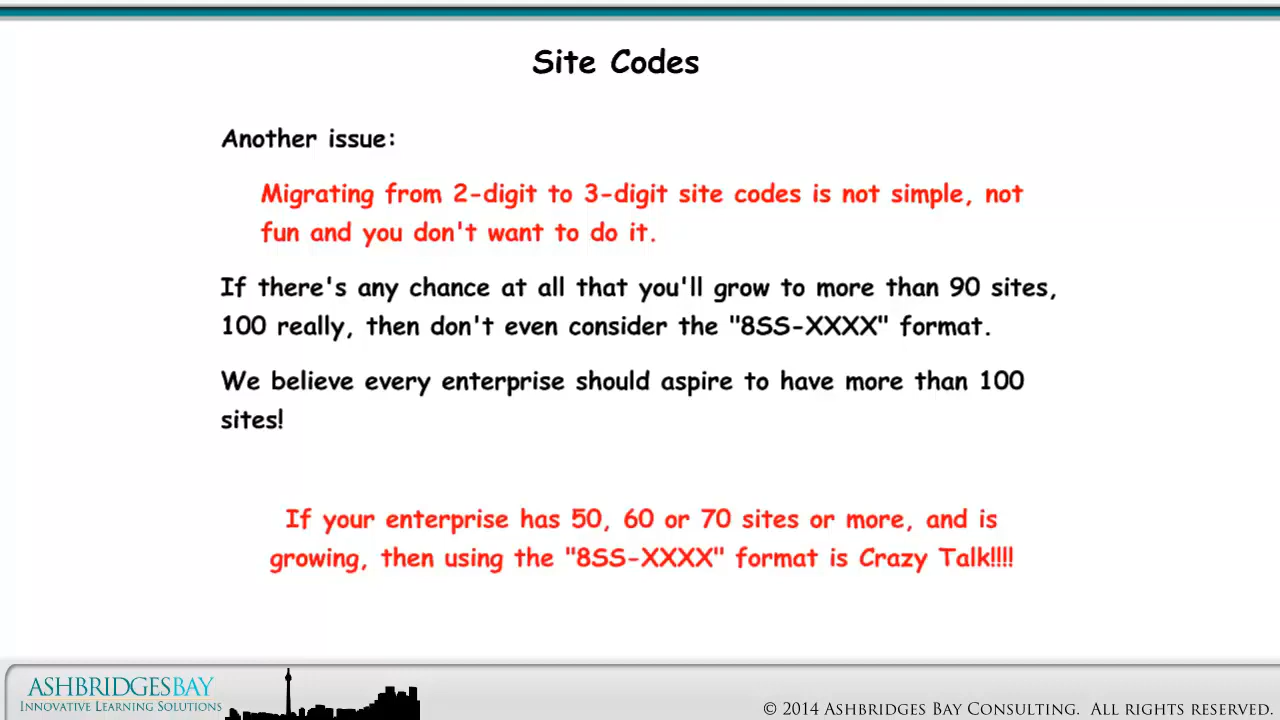 Site Codes
Another issue:
Migrating from 2-digit to 3-digit site codes is not simple, not
fun and you don't want to do it.
If there's any chance at all that you'll grow to more than 90 sites,
100 really, then don't even consider the "8SS-XXXX" format.
We believe every enterprise should aspire to have more than 100
sites!
If your enterprise has 50, 60 or 70 sites or more, and is
growing, then using the "8SS-XXXX" format is Crazy Talk!!!!
ASHBRIDGESBAY
INNOVATIVE LEARNING SOLUTIONS
© 2014 ASHBRIDGES BAY CONSULTING. ALL RIGHTS RESERVED.